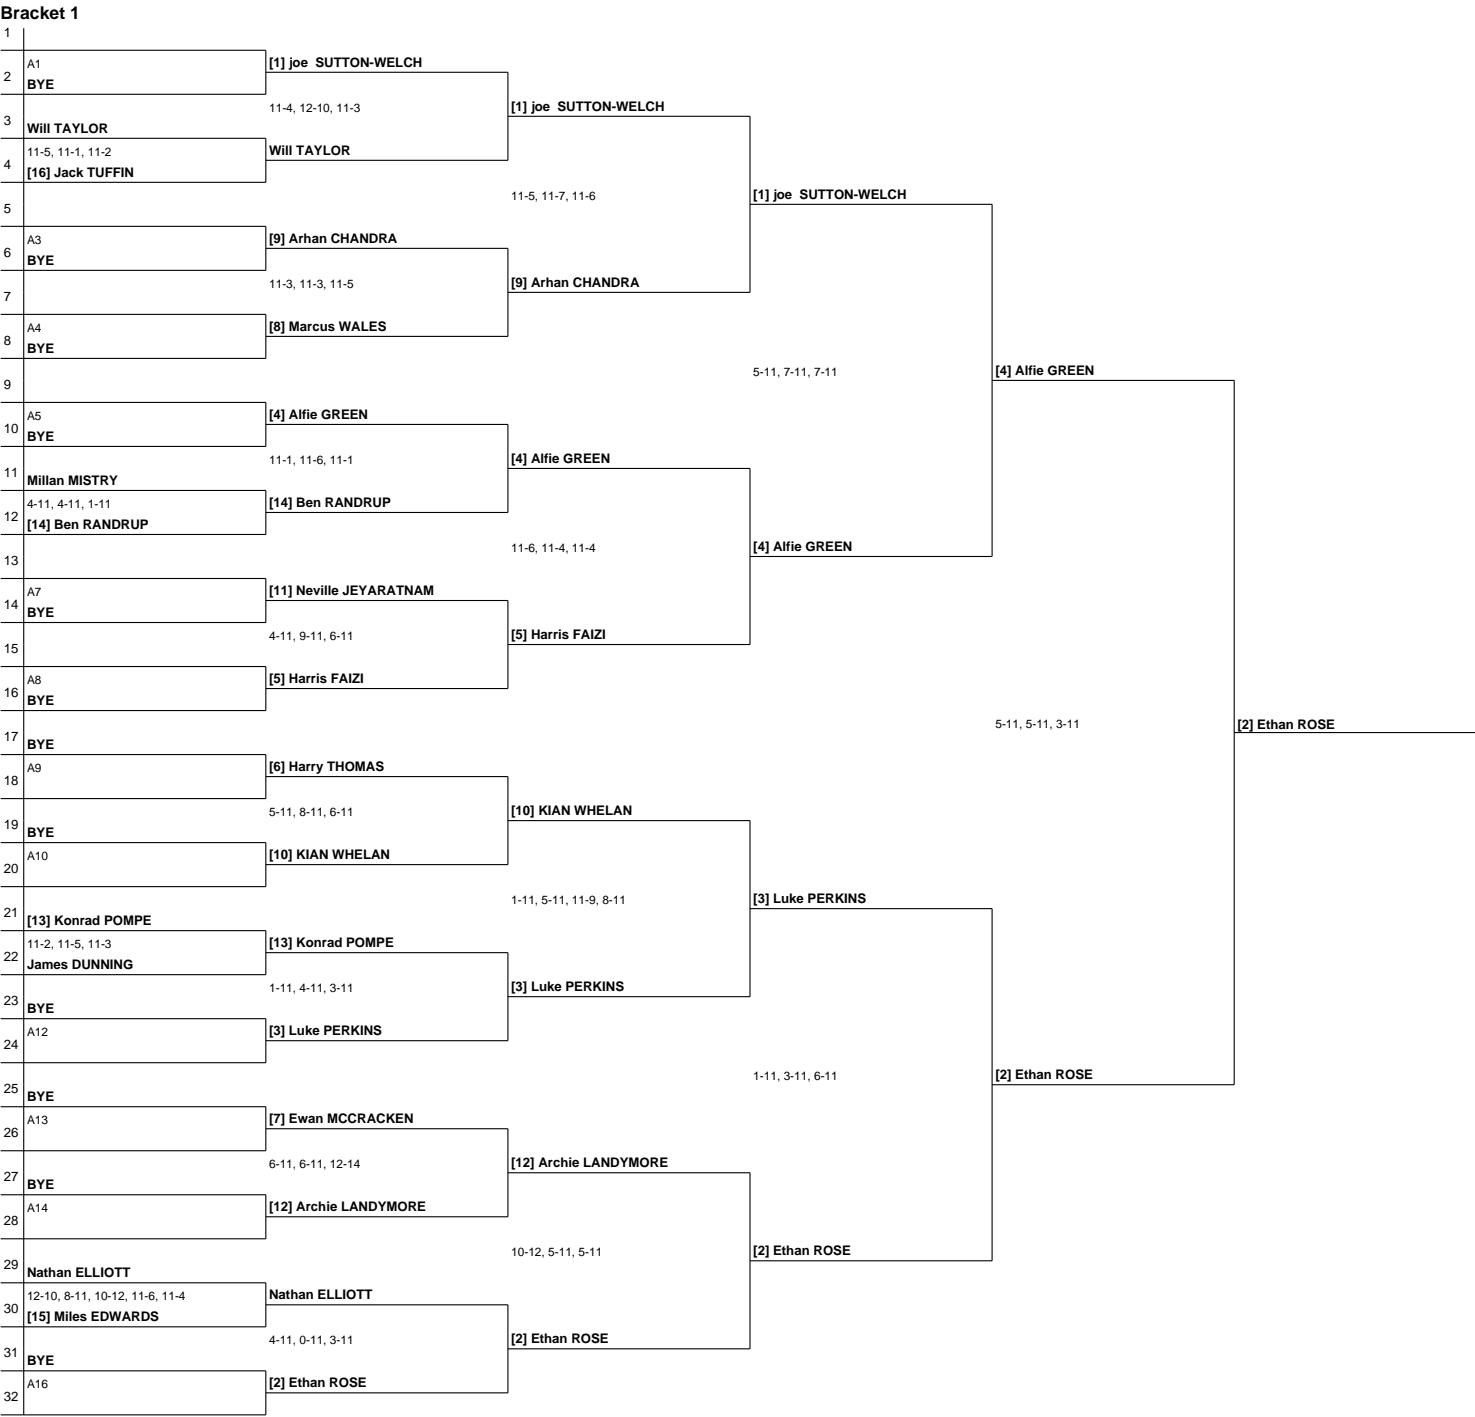 Bracket 1
1
A1
[1] joe  SUTTON-WELCH
2
BYE
11-4, 12-10, 11-3
[1] joe  SUTTON-WELCH
3
Will TAYLOR
11-5, 11-1, 11-2
Will TAYLOR
4
[16] Jack TUFFIN
11-5, 11-7, 11-6
[1] joe  SUTTON-WELCH
5
A3
[9] Arhan CHANDRA
6
BYE
11-3, 11-3, 11-5
[9] Arhan CHANDRA
7
A4
[8] Marcus WALES
8
BYE
5-11, 7-11, 7-11
[4] Alfie GREEN
9
A5
[4] Alfie GREEN
10
BYE
11-1, 11-6, 11-1
[4] Alfie GREEN
11
Millan MISTRY
4-11, 4-11, 1-11
[14] Ben RANDRUP
12
[14] Ben RANDRUP
11-6, 11-4, 11-4
[4] Alfie GREEN
13
A7
[11] Neville JEYARATNAM
14
BYE
4-11, 9-11, 6-11
[5] Harris FAIZI
15
A8
[5] Harris FAIZI
16
BYE
5-11, 5-11, 3-11
[2] Ethan ROSE
17
BYE
A9
[6] Harry THOMAS
18
5-11, 8-11, 6-11
[10] KIAN WHELAN
19
BYE
A10
[10] KIAN WHELAN
20
1-11, 5-11, 11-9, 8-11
[3] Luke PERKINS
21
[13] Konrad POMPE
11-2, 11-5, 11-3
[13] Konrad POMPE
22
James DUNNING
1-11, 4-11, 3-11
[3] Luke PERKINS
23
BYE
A12
[3] Luke PERKINS
24
1-11, 3-11, 6-11
[2] Ethan ROSE
25
BYE
A13
[7] Ewan MCCRACKEN
26
6-11, 6-11, 12-14
[12] Archie LANDYMORE
27
BYE
A14
[12] Archie LANDYMORE
28
10-12, 5-11, 5-11
[2] Ethan ROSE
29
Nathan ELLIOTT
12-10, 8-11, 10-12, 11-6, 11-4
Nathan ELLIOTT
30
[15] Miles EDWARDS
4-11, 0-11, 3-11
[2] Ethan ROSE
31
BYE
A16
[2] Ethan ROSE
32